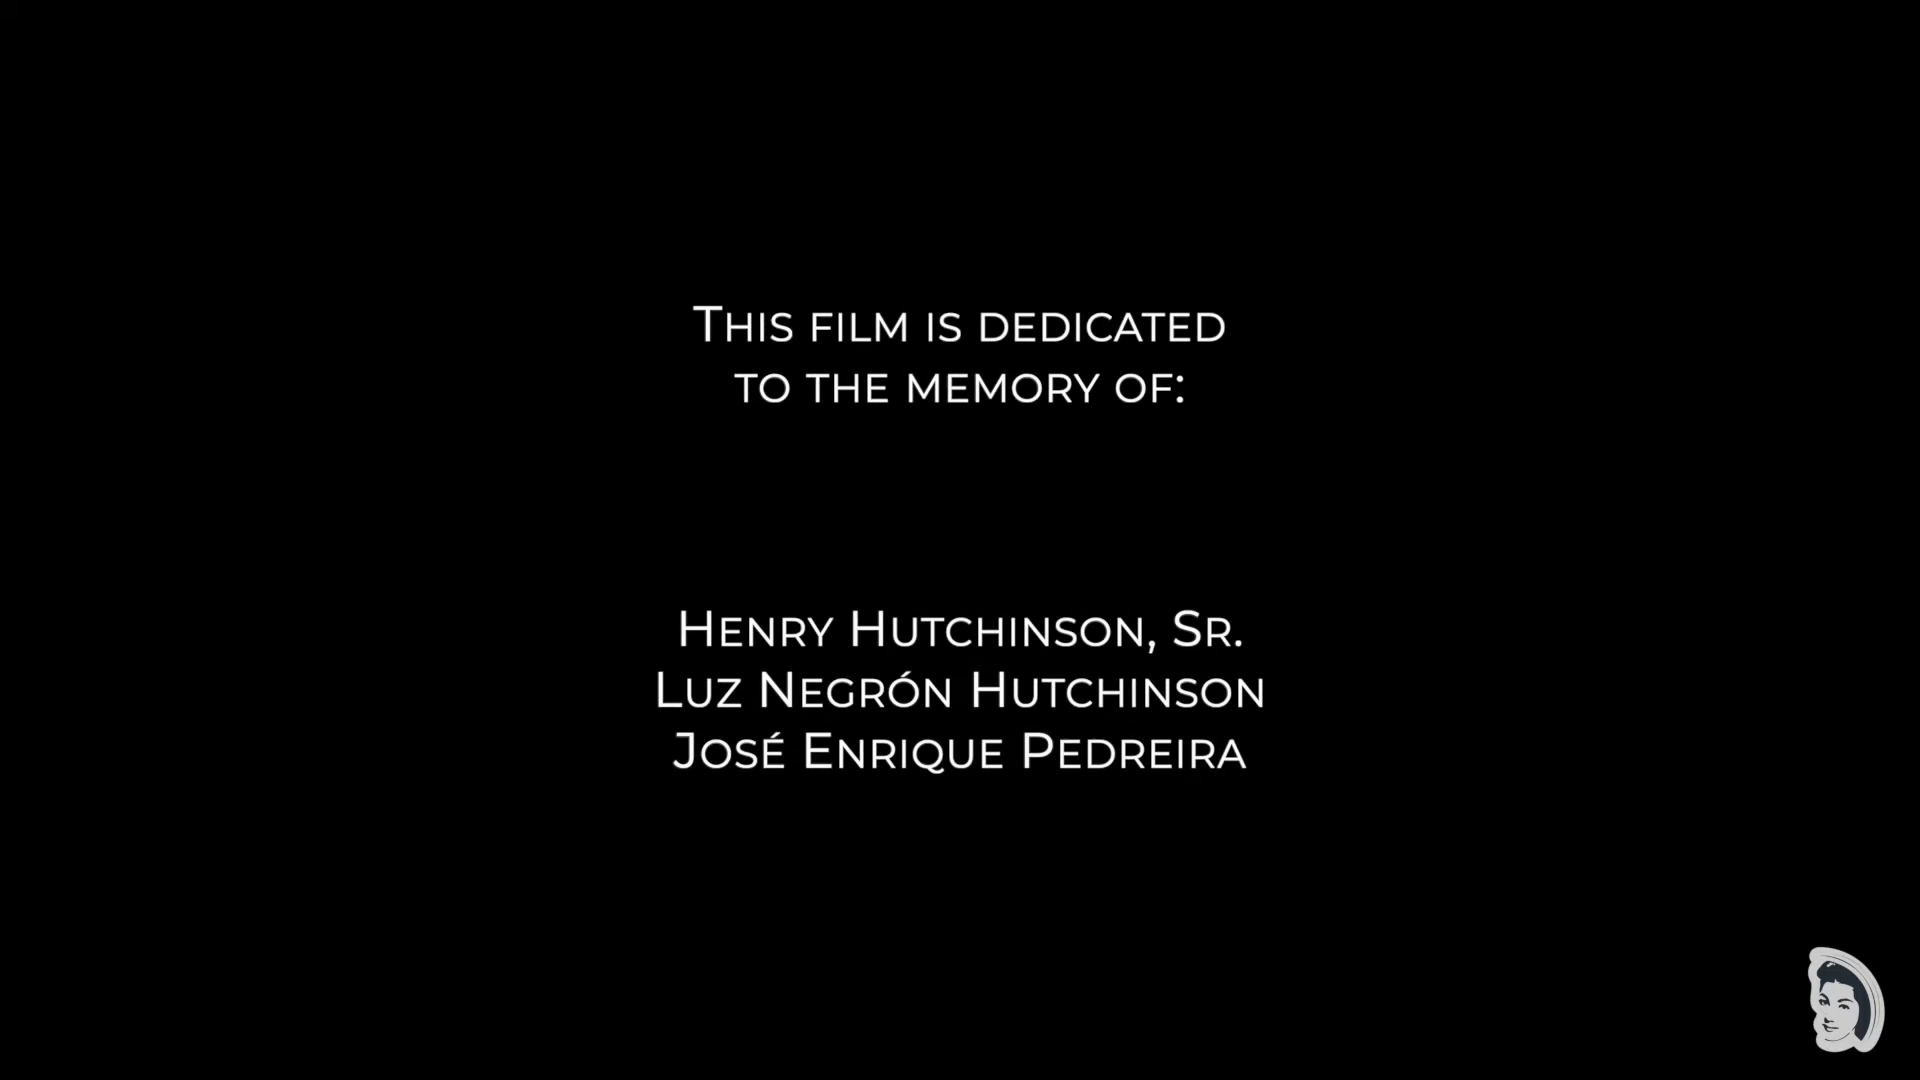 This film is dedicated
to the memory of:
Henry Hutchinson, Sr.
Luz Negrón Hutchinson
José Enrique Pedreira